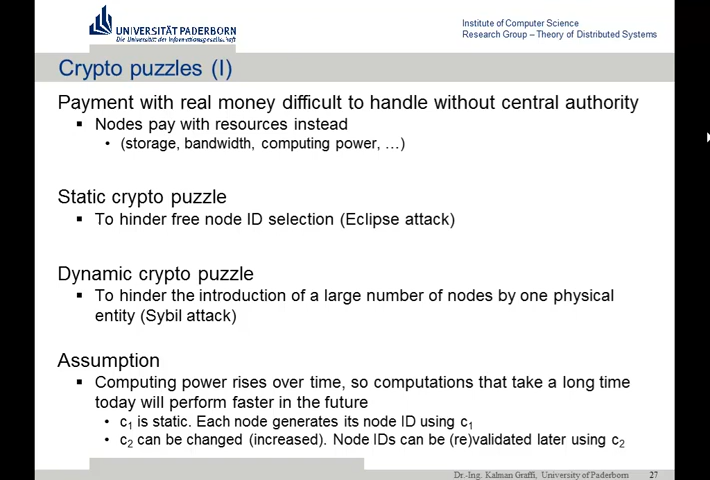 UNIVERSITÄT PADERBORN
Die Universität der Informationsgesellschaft
Institute of Computer Science
Research Group – Theory of Distributed Systems
Crypto puzzles (I)
Payment with real money difficult to handle without central authority
▪ Nodes pay with resources instead
• (storage, bandwidth, computing power, …)
Static crypto puzzle
▪ To hinder free node ID selection (Eclipse attack)
Dynamic crypto puzzle
▪ To hinder the introduction of a large number of nodes by one physical
entity (Sybil attack)
Assumption
▪ Computing power rises over time, so computations that take a long time
today will perform faster in the future
• c₁ is static. Each node generates its node ID using c₁
• c₂ can be changed (increased). Node IDs can be (re)validated later using c₂
Dr.-Ing. Kalman Graffi, University of Paderborn 27